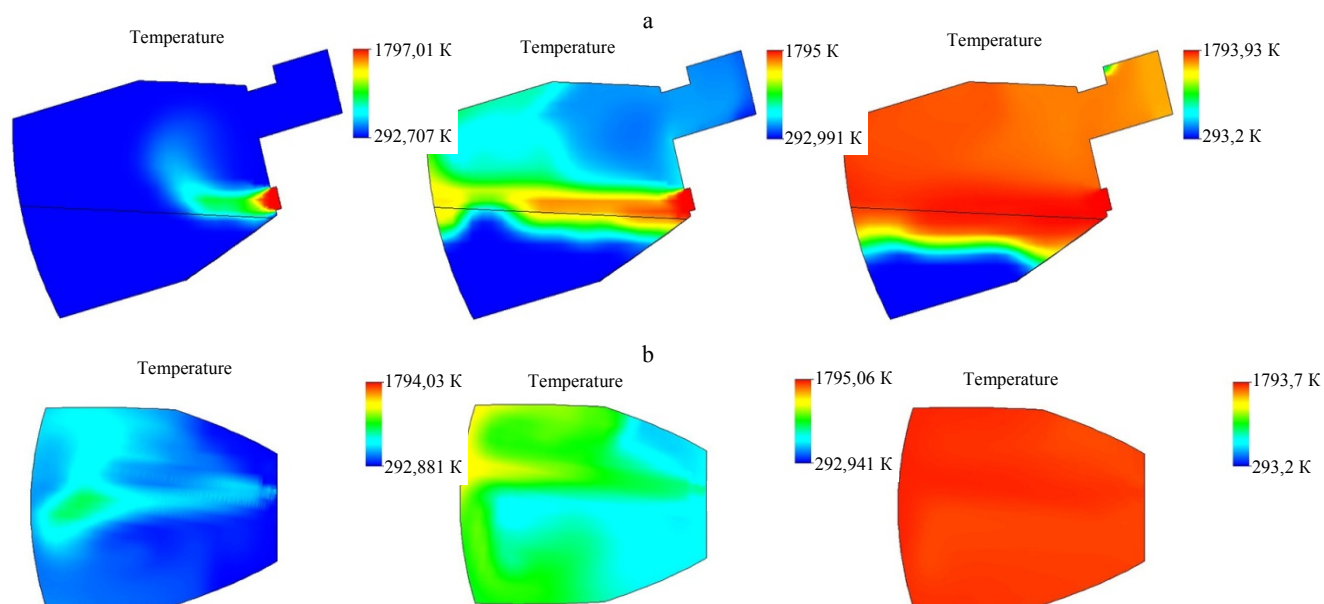 a
Temperature
1797,01 K
292,707 K
Temperature
1795 K
292,991 K
Temperature
1793,93 K
293,2 K
b
Temperature
1794,03 K
292,881 K
Temperature
1795,06 K
292,941 K
Temperature
1793,7 K
293,2 K